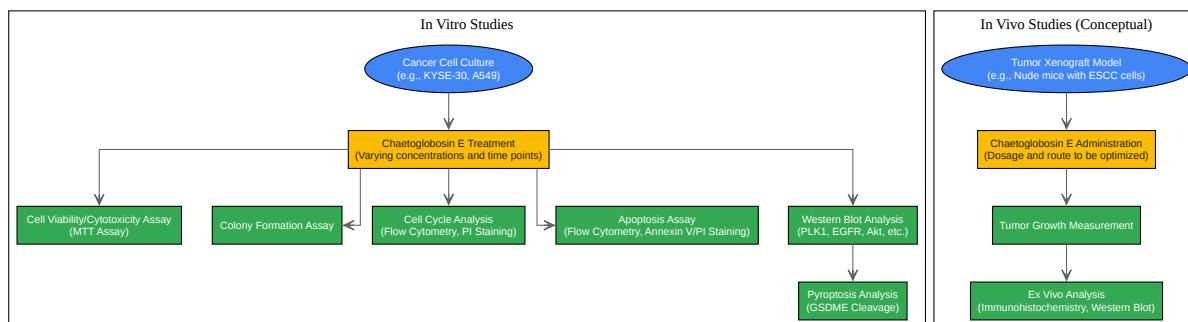 In Vitro Studies
Cancer Cell Culture
(e.g., KYSE-30, A549)
Chaetoglobosin E Treatment
(Varying concentrations and time points)
Cell Viability/Cytotoxicity Assay
(MTT Assay)
Colony Formation Assay
Cell Cycle Analysis
(Flow Cytometry, PI Staining)
Apoptosis Assay
(Flow Cytometry, Annexin V/PI Staining)
Western Blot Analysis
(PLK1, EGFR, Akt, etc.)
Pyroptosis Analysis
(GSDME Cleavage)
In Vivo Studies (Conceptual)
Tumor Xenograft Model
(e.g., Nude mice with ESCC cells)
Chaetoglobosin E Administration
(Dosage and route to be optimized)
Tumor Growth Measurement
Ex Vivo Analysis
(Immunohistochemistry, Western Blot)